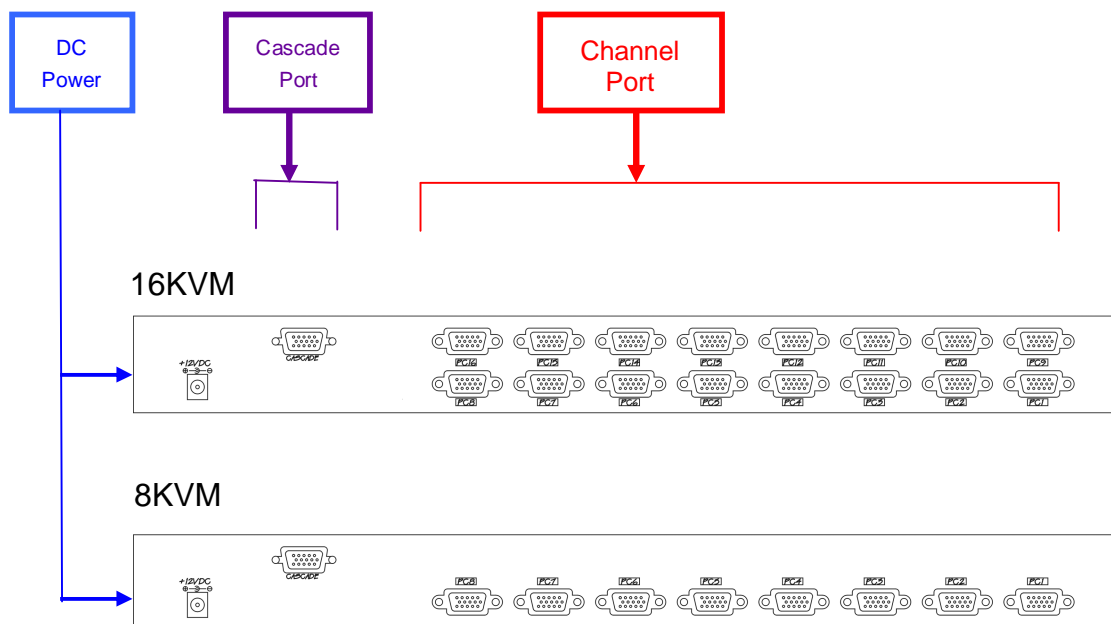 DC
Power
Cascade
Port
Channel
Port
16KVM
+12VDC
CASCADE
PC16 PC15 PC14 PC13 PC12 PC11 PC10 PC9
PC8 PC7 PC6 PC5 PC4 PC3 PC2 PC1
8KVM
+12VDC
CASCADE
PC8 PC7 PC6 PC5 PC4 PC3 PC2 PC1